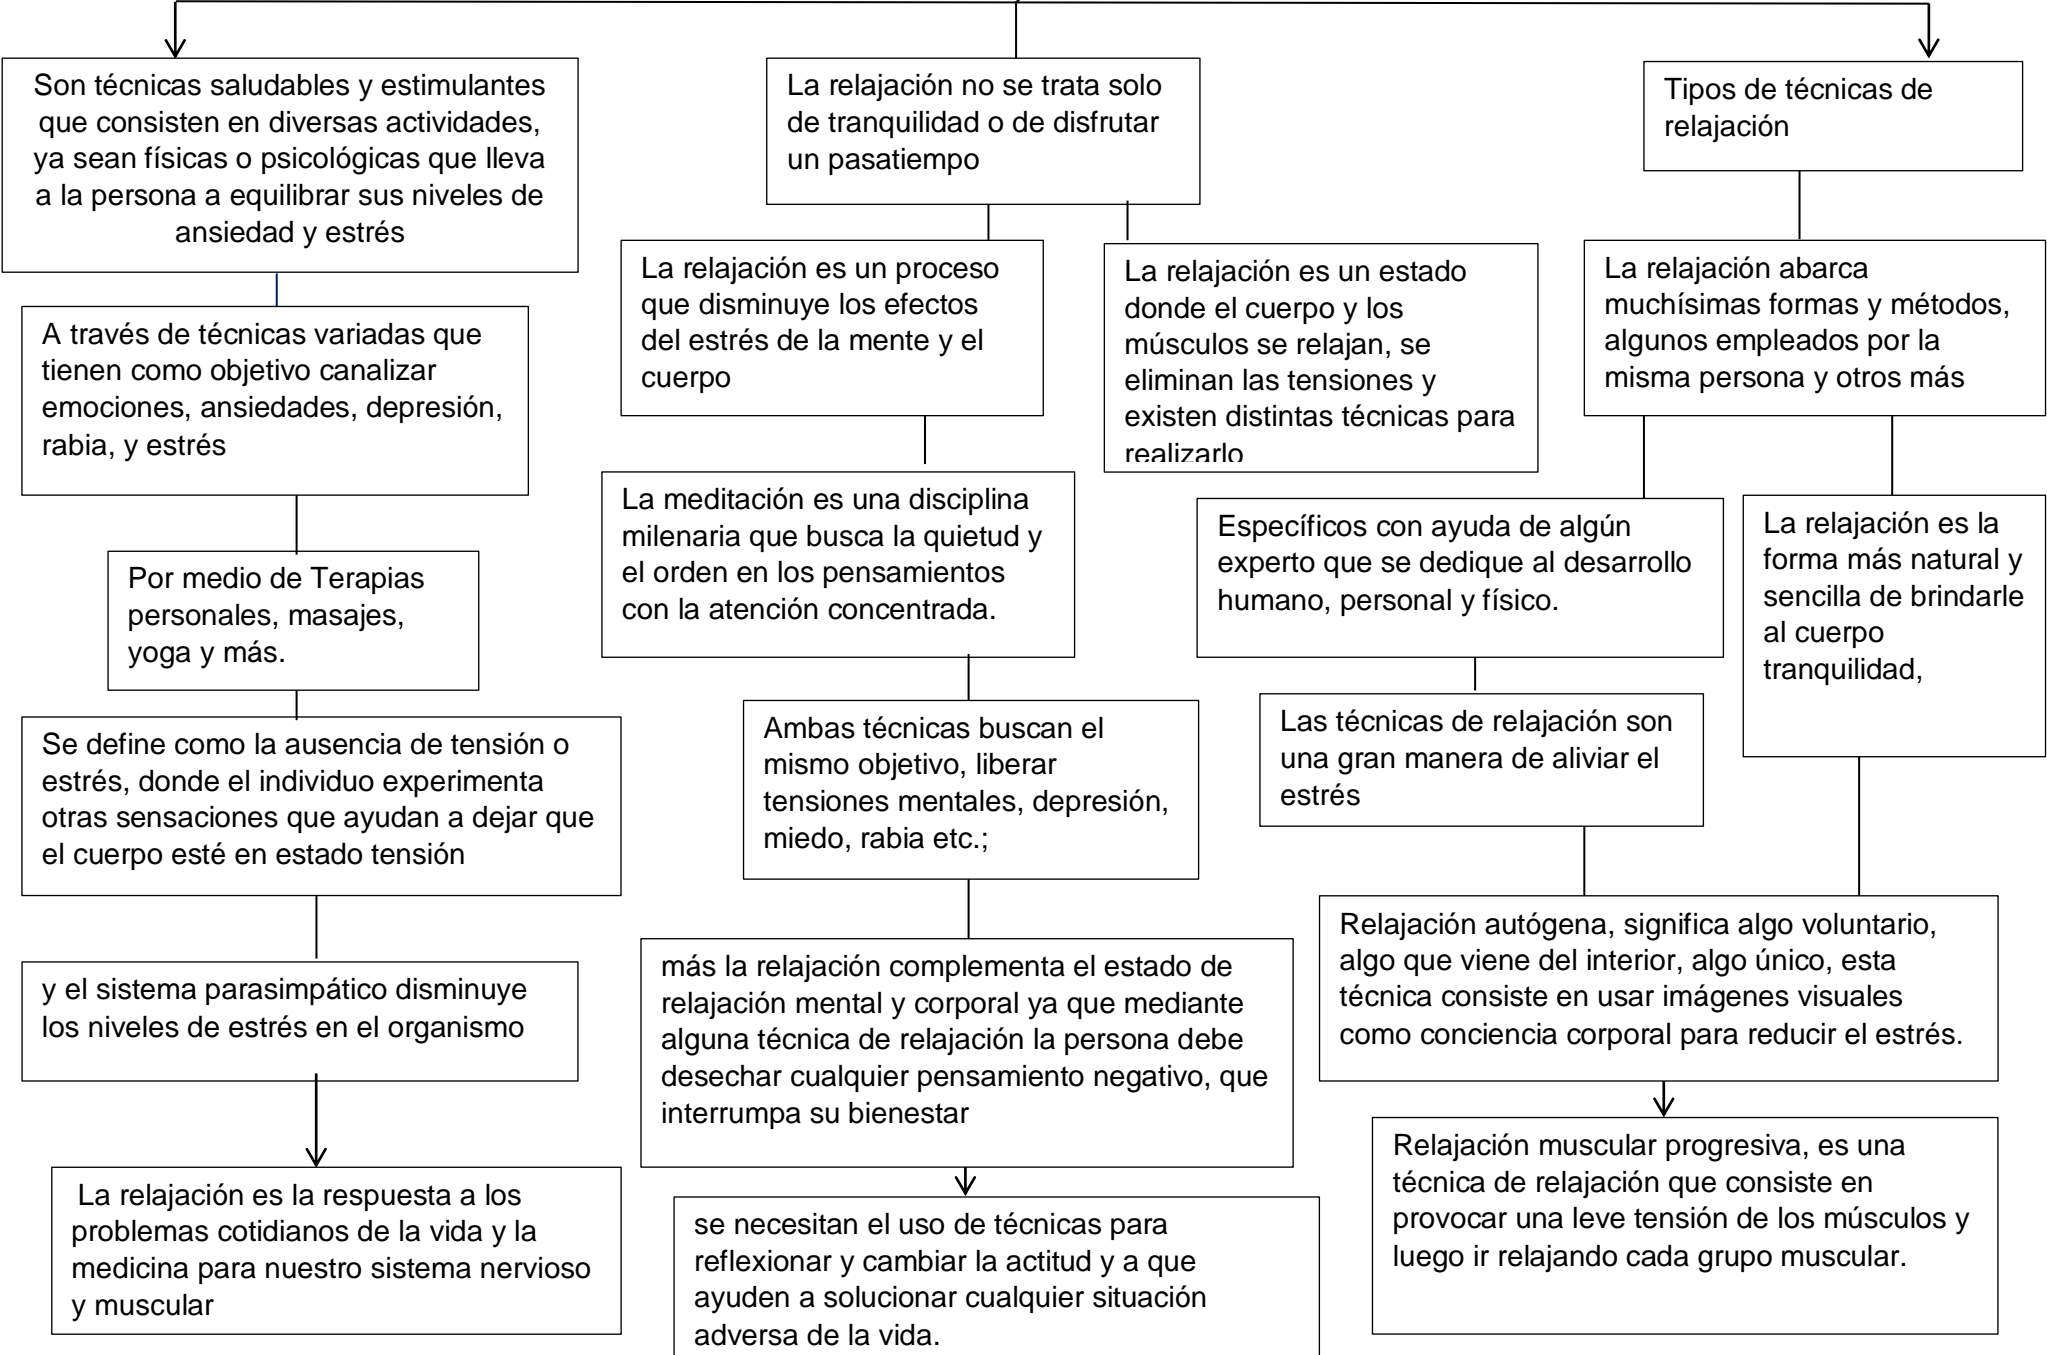 Son técnicas saludables y estimulantes
que consisten en diversas actividades,
ya sean físicas o psicológicas que lleva
a la persona a equilibrar sus niveles de
ansiedad y estrés
A través de técnicas variadas que
tienen como objetivo canalizar
emociones, ansiedades, depresión,
rabia, y estrés
Por medio de Terapias
personales, masajes,
yoga y más.
Se define como la ausencia de tensión o
estrés, donde el individuo experimenta
otras sensaciones que ayudan a dejar que
el cuerpo esté en estado tensión
y el sistema parasimpático disminuye
los niveles de estrés en el organismo
La relajación es la respuesta a los
problemas cotidianos de la vida y la
medicina para nuestro sistema nervioso
y muscular
La relajación no se trata solo
de tranquilidad o de disfrutar
un pasatiempo
La relajación es un proceso
que disminuye los efectos
del estrés de la mente y el
cuerpo
La relajación es un estado
donde el cuerpo y los
músculos se relajan, se
eliminan las tensiones y
existen distintas técnicas para
realizarlo
La meditación es una disciplina
milenaria que busca la quietud y
el orden en los pensamientos
con la atención concentrada.
Ambas técnicas buscan el
mismo objetivo, liberar
tensiones mentales, depresión,
miedo, rabia etc.;
más la relajación complementa el estado de
relajación mental y corporal ya que mediante
alguna técnica de relajación la persona debe
desechar cualquier pensamiento negativo, que
interrumpa su bienestar
se necesitan el uso de técnicas para
reflexionar y cambiar la actitud y a que
ayuden a solucionar cualquier situación
adversa de la vida.
Tipos de técnicas de
relajación
La relajación abarca
muchísimas formas y métodos,
algunos empleados por la
misma persona y otros más
Específicos con ayuda de algún
experto que se dedique al desarrollo
humano, personal y físico.
La relajación es la
forma más natural y
sencilla de brindarle
al cuerpo
tranquilidad,
Las técnicas de relajación son
una gran manera de aliviar el
estrés
Relajación autógena, significa algo voluntario,
algo que viene del interior, algo único, esta
técnica consiste en usar imágenes visuales
como conciencia corporal para reducir el estrés.
Relajación muscular progresiva, es una
técnica de relajación que consiste en
provocar una leve tensión de los músculos y
luego ir relajando cada grupo muscular.